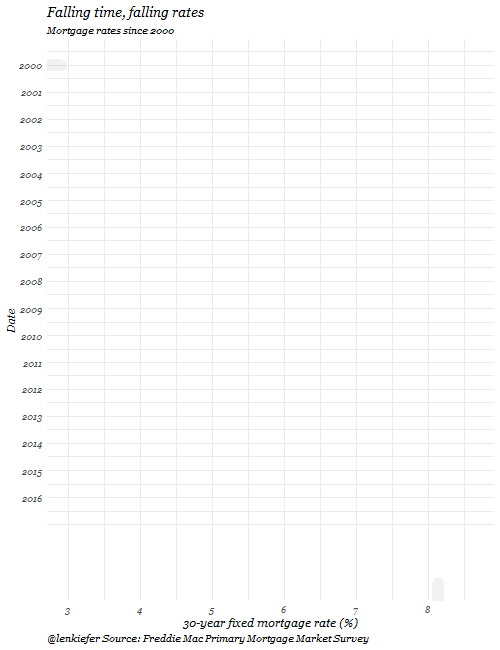 Falling time, falling rates
Mortgage rates since 2000
2000
2001
2002
2003
2004
2005
2006
2007
2008
2009
Date
2010
2011
2012
2013
2014
2015
2016
3 4 5 6 7 8
30-year fixed mortgage rate (%)
@lenkiefer Source: Freddie Mac Primary Mortgage Market Survey